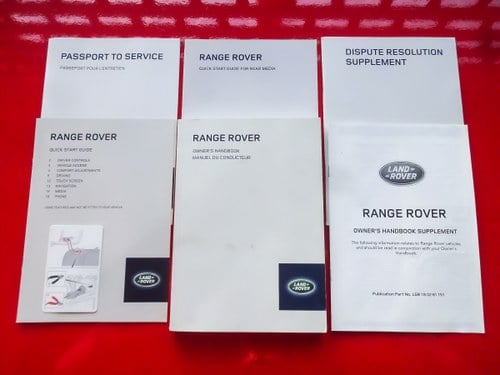 PASSPORT TO SERVICE
PASSEPORT POUR L'ENTRETIEN
RANGE ROVER
QUICK START GUIDE FOR REAR MEDIA
DISPUTE RESOLUTION
SUPPLEMENT
RANGE ROVER
QUICK START GUIDE
DRIVER CONTROLS
VEHICLE ACCESS
COMFORT ADJUSTMENTS
DRIVING
TOUCH SCREEN
NAVIGATION
MEDIA
PHONE
LAND
ROVER
RANGE ROVER
OWNER'S HANDBOOK
MANUEL DU CONDUCTEUR
LAND
ROVER
LAND
ROVER
RANGE ROVER
OWNER'S HANDBOOK SUPPLEMENT
The following information relates to Range Rover vehicles
and should be read in conjunction with your Owner's
Handbook.